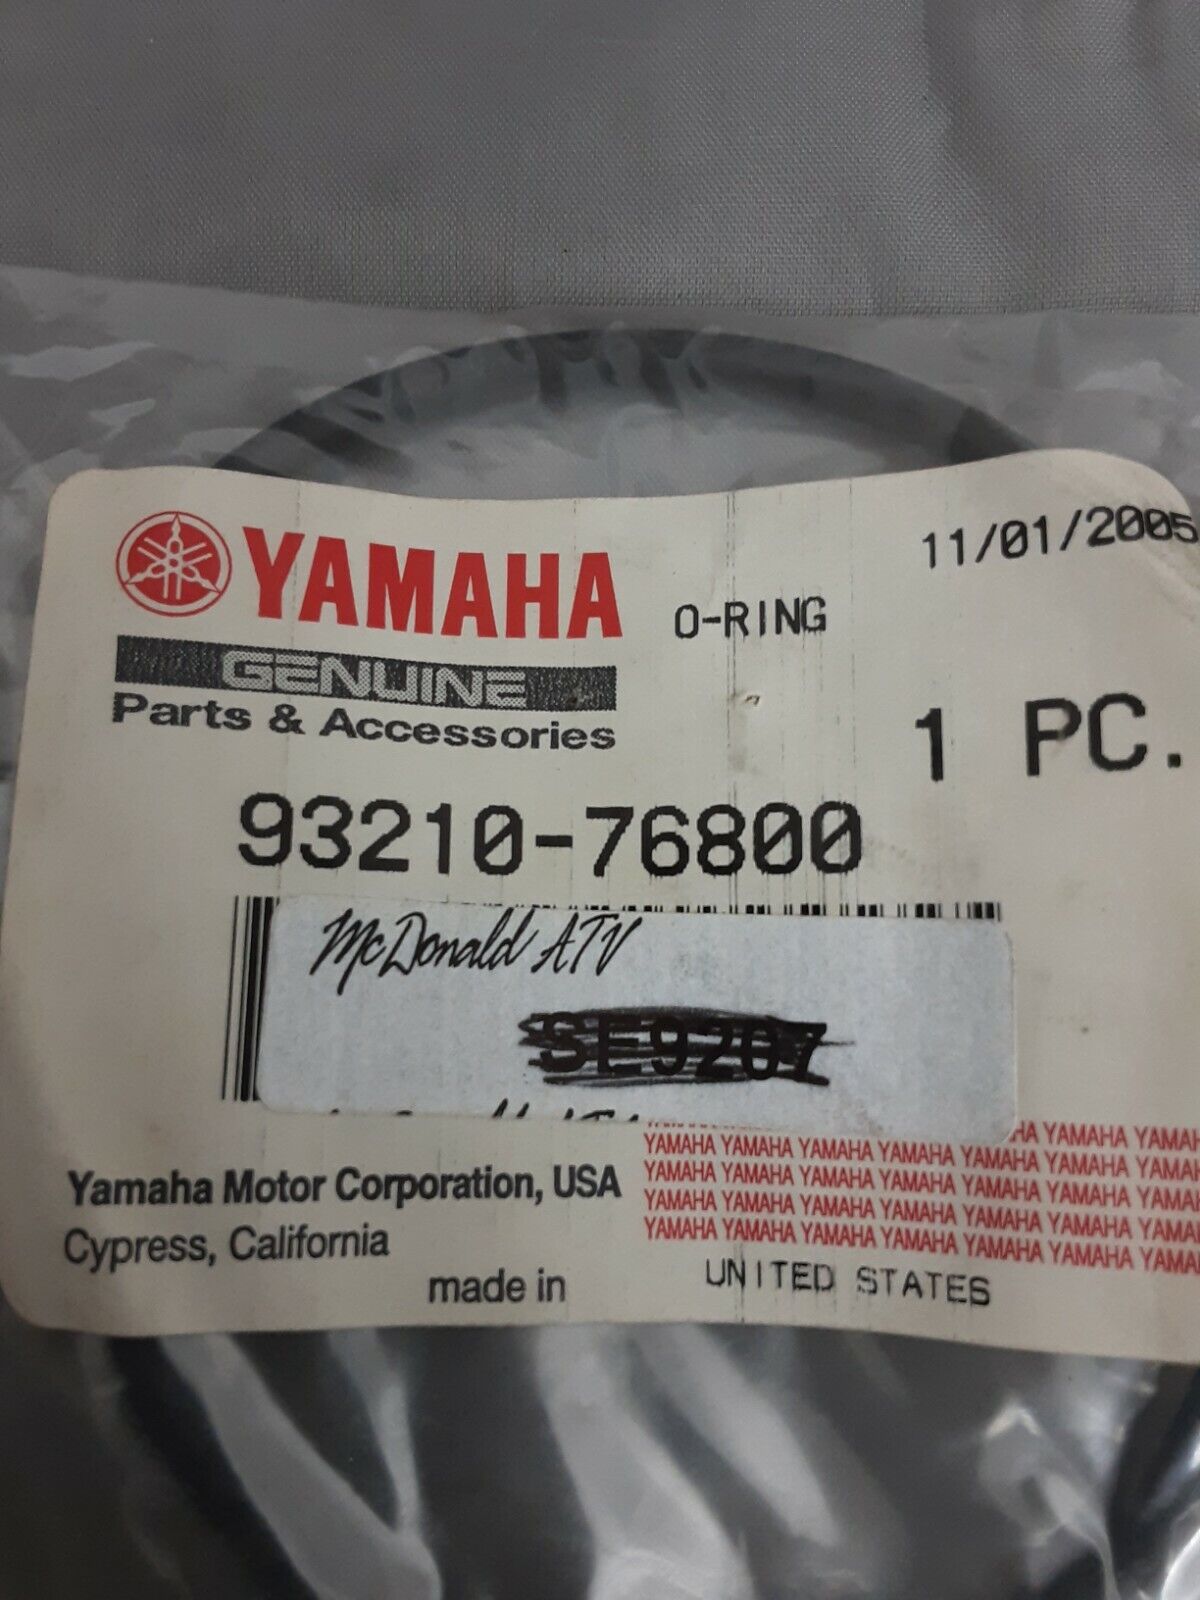 YAMAHA
11/01/2005
O-RING
GENUINE
Parts & Accessories
1 PC.
93210-76800
McDonald ATV
SE9207
YAMAHA YAMAHA
YAMAHA YAMAHA YAMAHA YAMAHA YAMAHA YAMAHA
YAMAHA YAMAHA YAMAHA YAMAHA YAMAHA YAMAHA
YAMAHA YAMAHA YAMAHA YAMAHA YAMAHA YAMAHA
YAMAHA YAMAHA YAMAHA YAMAHA YAMAHA YAMAHA
Yamaha Motor Corporation, USA
Cypress, California
made in UNITED STATES